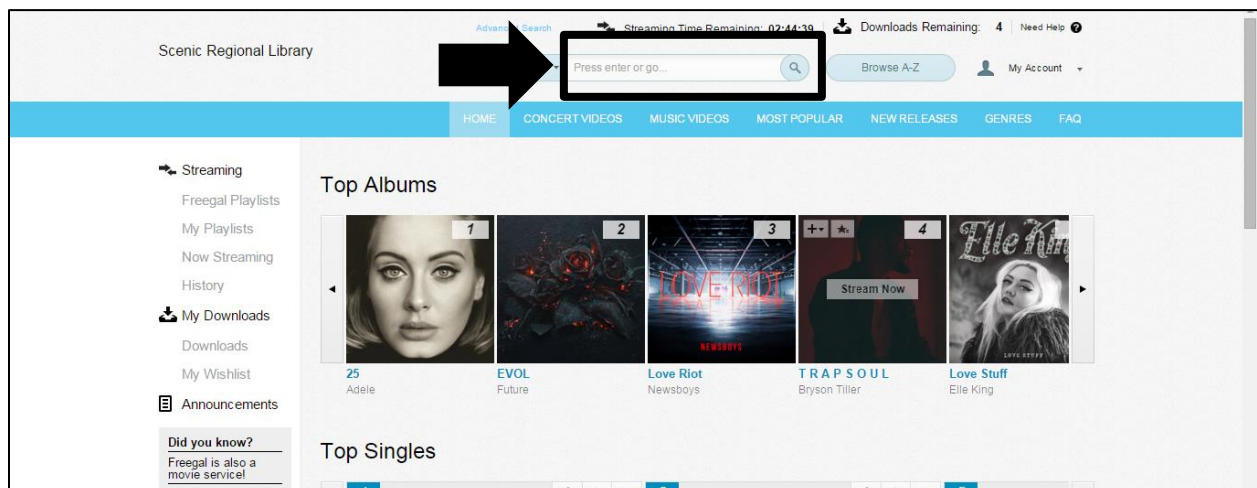 Advanced Search Streaming Time Remaining: 02:44:39 Downloads Remaining: 4 Need Help
Scenic Regional Library
Press enter or go... Browse A-Z My Account
HOME CONCERT VIDEOS MUSIC VIDEOS MOST POPULAR NEW RELEASES GENRES FAQ
Streaming
Freegal Playlists
My Playlists
Now Streaming
History
My Downloads
Downloads
My Wishlist
Announcements
Did you know?
Freegal is also a
movie service!
Top Albums
1 2 3 4
Elle King
LOVE RIOT
Stream Now
NEWSBOYS
LOVE STUFF
25 EVOL Love Riot T R A P S O U L Love Stuff
Adele Future Newsboys Bryson Tiller Elle King
Top Singles